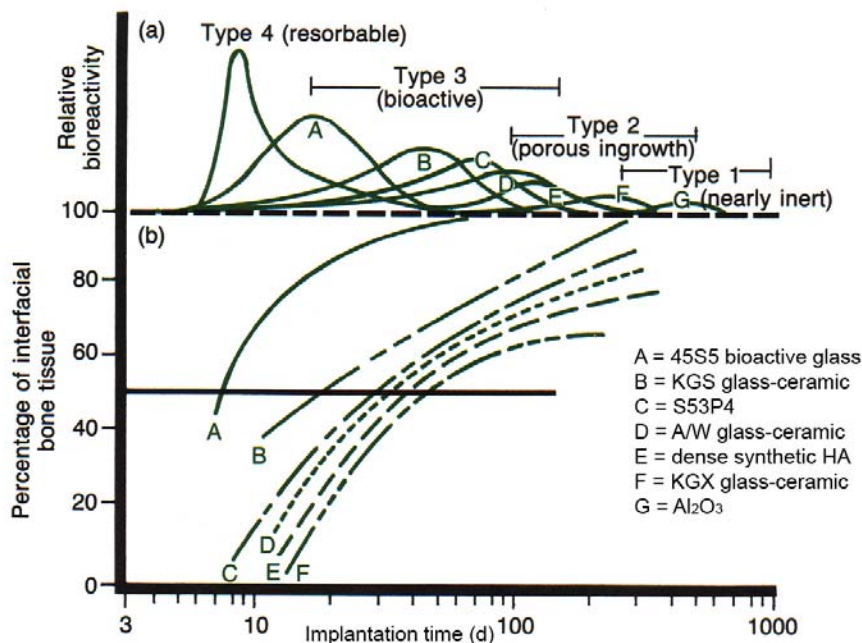 (a)
Type 4 (resorbable)
Type 3
(bioactive)
Type 2
(porous ingrowth)
Type 1
(nearly inert)
Relative
bioreactivity
A
B
C
D
E
F
G
100
(b)
80
60
40
20
0
Percentage of interfacial
bone tissue
A
B
C
D
E
F
A = 45S5 bioactive glass
B = KGS glass-ceramic
C = S53P4
D = A/W glass-ceramic
E = dense synthetic HA
F = KGX glass-ceramic
G = Al₂O₃
3
10
100
1000
Implantation time (d)